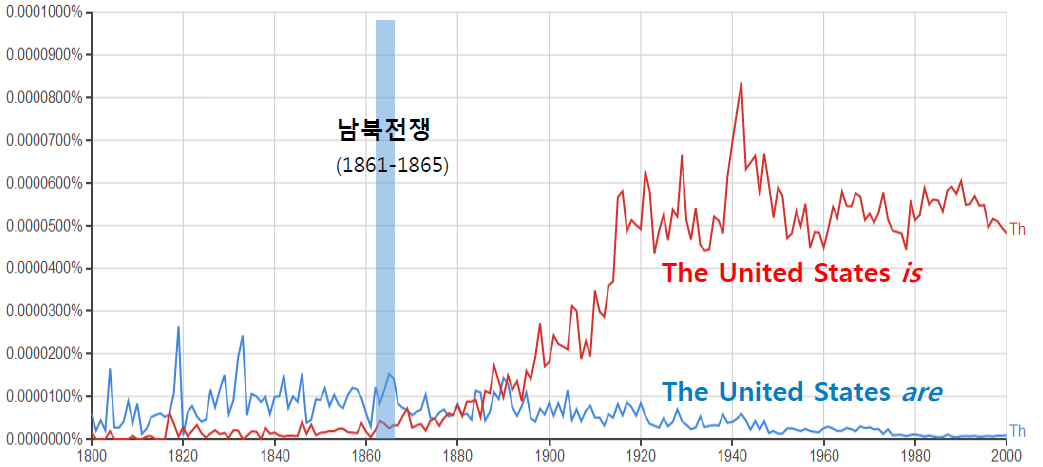 0.0001000%
0.0000900%
0.0000800%
0.0000700%
0.0000600%
0.0000500%
0.0000400%
0.0000300%
0.0000200%
0.0000100%
0.0000000%
남북전쟁
(1861-1865)
Th
The United States is
The United States are
Th
1800 1820 1840 1860 1880 1900 1920 1940 1960 1980 2000